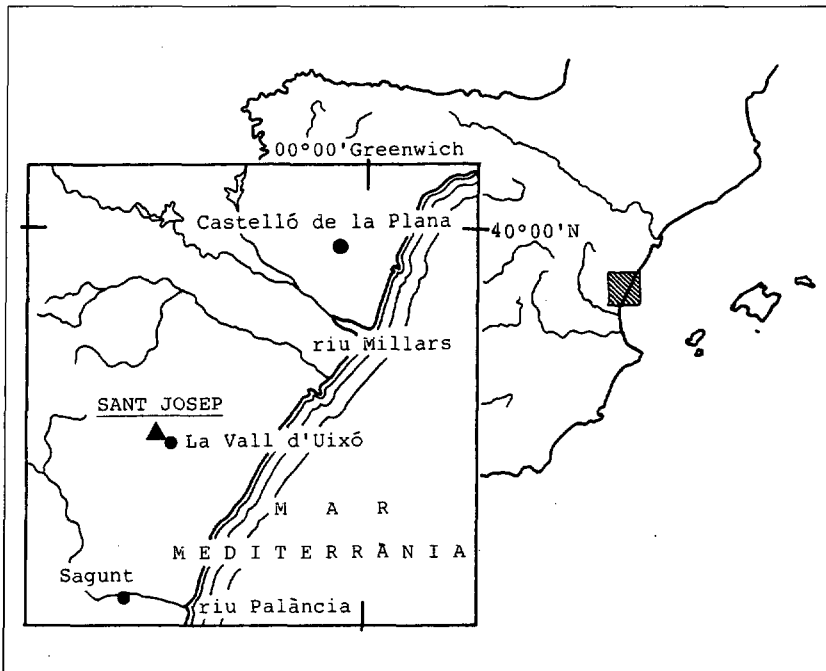 00°00'Greenwich
Castelló de la Plana
40°00'N
riu Millars
SANT JOSEP
La Vall d'Uixó
M A R
M E D I T E R R À N I A
Sagunt
riu Palància